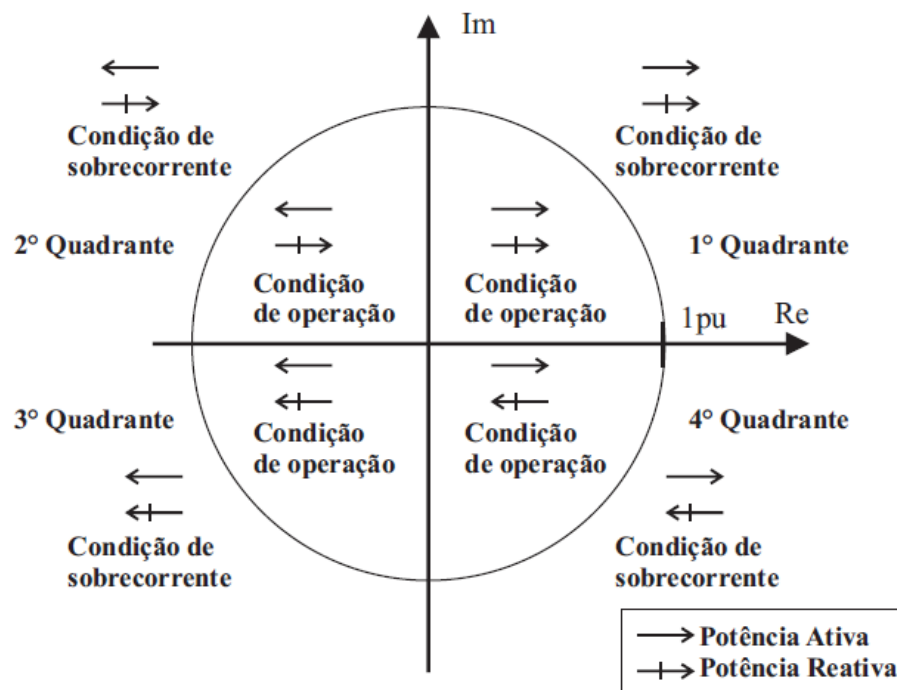 Im
Condição de
sobrecorrente
Condição de
sobrecorrente
2° Quadrante
Condição
de operação
Condição
de operação
1° Quadrante
1pu
Re
3° Quadrante
Condição
de operação
Condição
de operação
4° Quadrante
Condição de
sobrecorrente
Condição de
sobrecorrente
Potência Ativa
Potência Reativa